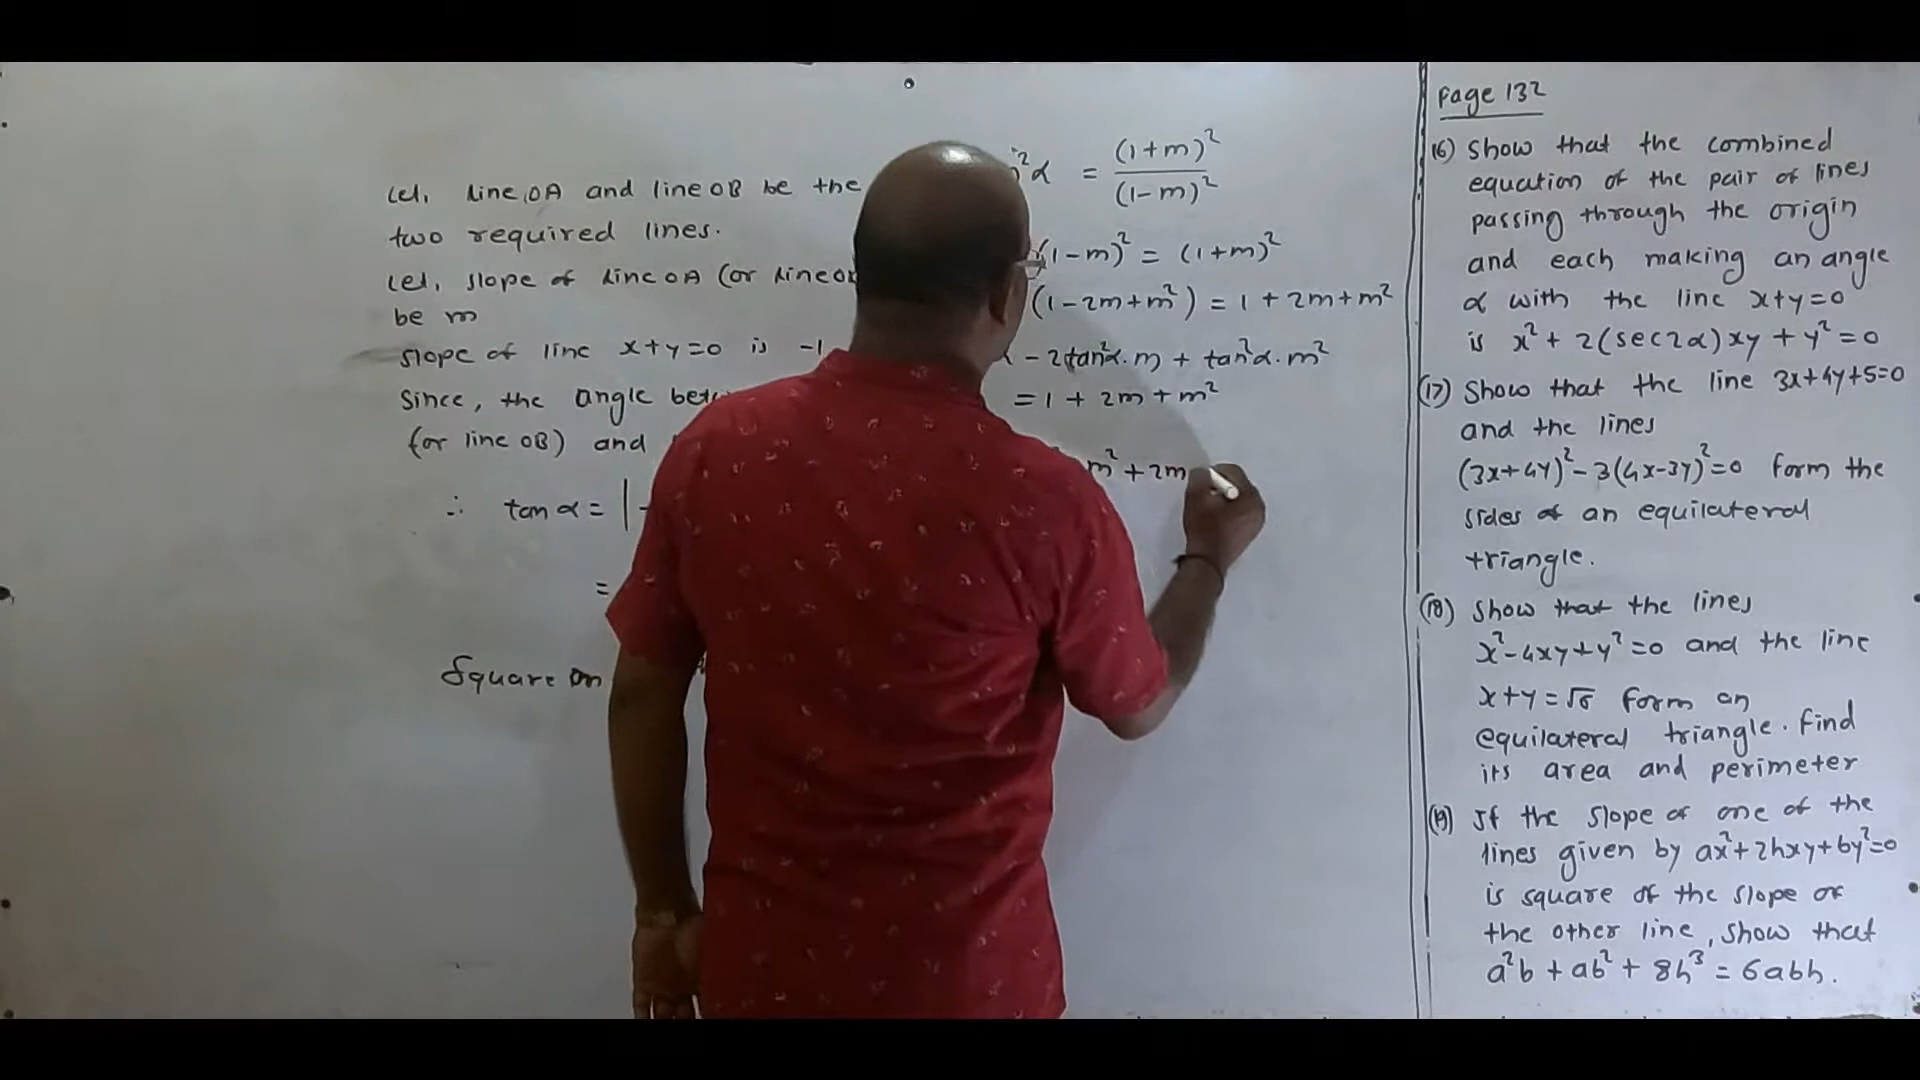 Let, line OA and line OB be the
two required lines.
Let, slope of line OA (or line
be m
slope of line x+y=0 is -1
Since, the angle
(or line OB) and
∴ tan α = |
=
Square on
²α = (1+m)² / (1-m)²
(1-m)² = (1+m)²
(1-2m+m²) = 1 + 2m+m²
- 2tan²α.m + tan²α.m²
= 1 + 2m+m²
m² + 2m
Page 132
16) Show that the combined
equation of the pair of lines
passing through the origin
and each making an angle
α with the line x+y=0
is x² + 2(sec2α)xy + y² = 0
(17) Show that the line 3x+4y+5=0
and the lines
(3x+4y)² - 3(4x-3y)² = 0 form the
sides of an equilateral
triangle.
(18) Show that the lines
x²-4xy+y² = 0 and the line
x+y = √6 form an
equilateral triangle. Find
its area and perimeter
(19) If the slope of one of the
lines given by ax²+2hxy+by²=0
is square of the slope of
the other line, show that
a²b + ab² + 8h³ = 6abh.